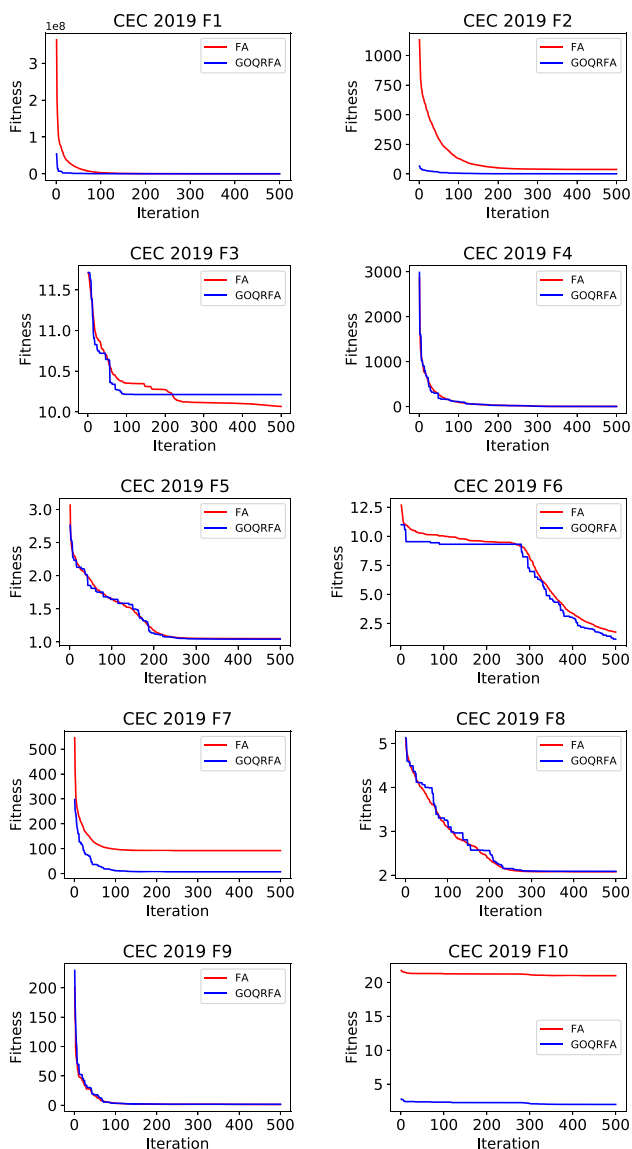 CEC 2019 F1
1e8
Fitness
3
2
1
0
FA
GOQRFA
0 100 200 300 400 500
Iteration
CEC 2019 F2
Fitness
1000
750
500
250
0
FA
GOQRFA
0 100 200 300 400 500
Iteration
CEC 2019 F3
Fitness
11.5
11.0
10.5
10.0
FA
GOQRFA
0 100 200 300 400 500
Iteration
CEC 2019 F4
Fitness
3000
2000
1000
0
FA
GOQRFA
0 100 200 300 400 500
Iteration
CEC 2019 F5
Fitness
3.0
2.5
2.0
1.5
1.0
FA
GOQRFA
0 100 200 300 400 500
Iteration
CEC 2019 F6
Fitness
12.5
10.0
7.5
5.0
2.5
FA
GOQRFA
0 100 200 300 400 500
Iteration
CEC 2019 F7
Fitness
500
400
300
200
100
0
FA
GOQRFA
0 100 200 300 400 500
Iteration
CEC 2019 F8
Fitness
5
4
3
2
FA
GOQRFA
0 100 200 300 400 500
Iteration
CEC 2019 F9
Fitness
200
150
100
50
0
FA
GOQRFA
0 100 200 300 400 500
Iteration
CEC 2019 F10
Fitness
20
15
10
5
FA
GOQRFA
0 100 200 300 400 500
Iteration